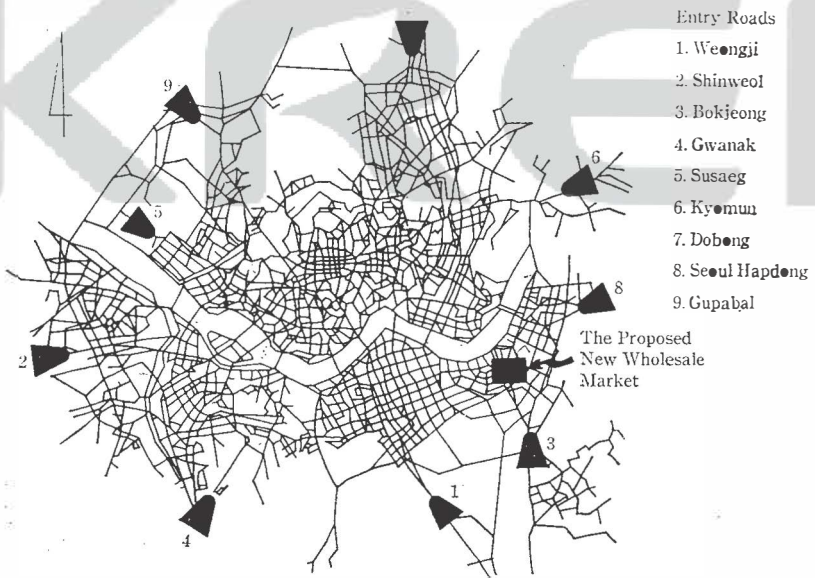 Entry Roads
1. Weongji
2. Shinweol
3. Bokjeong
4. Gwanak
5. Susaeg
6. Kyomun
7. Dobong
8. Seoul Hapdong
9. Gupabal
9
6
5
8
The Proposed
New Wholesale
Market
2
3
1
4